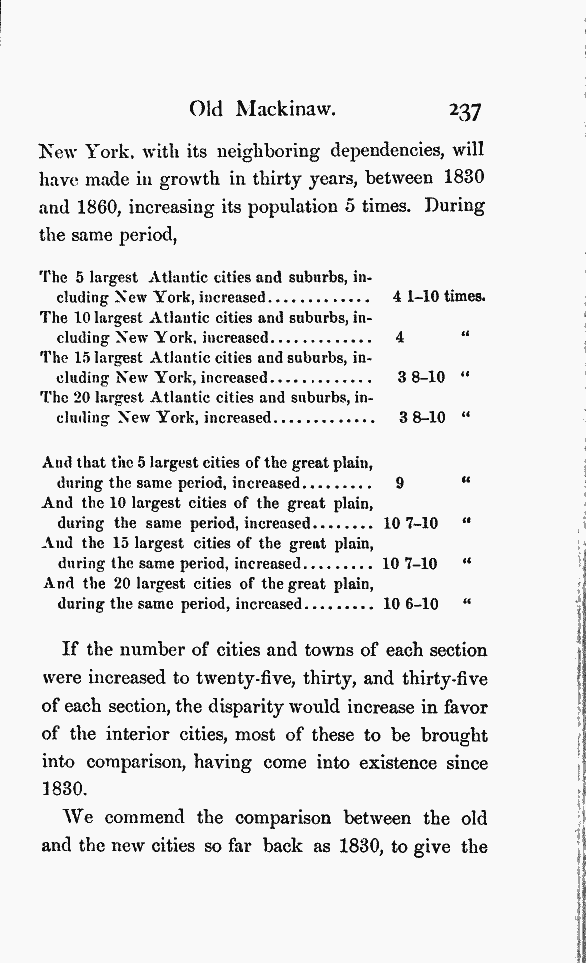 Old Mackinaw. 237
New York, with its neighboring dependencies, will
have made in growth in thirty years, between 1830
and 1860, increasing its population 5 times. During
the same period,
The 5 largest Atlantic cities and suburbs, in-
cluding New York, increased............. 4 1-10 times.
The 10 largest Atlantic cities and suburbs, in-
cluding New York, increased............. 4 "
The 15 largest Atlantic cities and suburbs, in-
cluding New York, increased............. 3 8-10 "
The 20 largest Atlantic cities and suburbs, in-
cluding New York, increased............. 3 8-10 "
And that the 5 largest cities of the great plain,
during the same period, increased......... 9 "
And the 10 largest cities of the great plain,
during the same period, increased........ 10 7-10 "
And the 15 largest cities of the great plain,
during the same period, increased......... 10 7-10 "
And the 20 largest cities of the great plain,
during the same period, increased......... 10 6-10 "
If the number of cities and towns of each section
were increased to twenty-five, thirty, and thirty-five
of each section, the disparity would increase in favor
of the interior cities, most of these to be brought
into comparison, having come into existence since
1830.
We commend the comparison between the old
and the new cities so far back as 1830, to give the